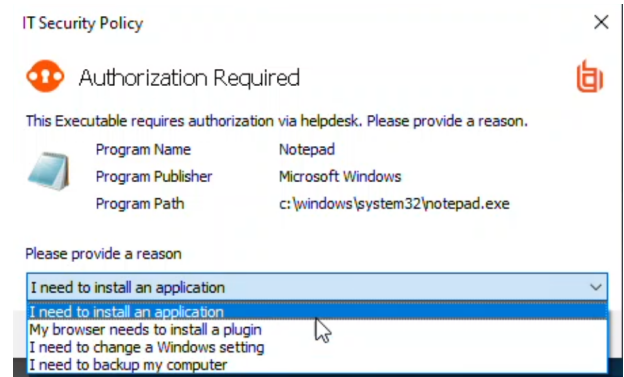 IT Security Policy
Authorization Required
This Executable requires authorization via helpdesk. Please provide a reason.
Program Name Notepad
Program Publisher Microsoft Windows
Program Path c:\windows\system32\notepad.exe
Please provide a reason
I need to install an application
I need to install an application
My browser needs to install a plugin
I need to change a Windows setting
I need to backup my computer